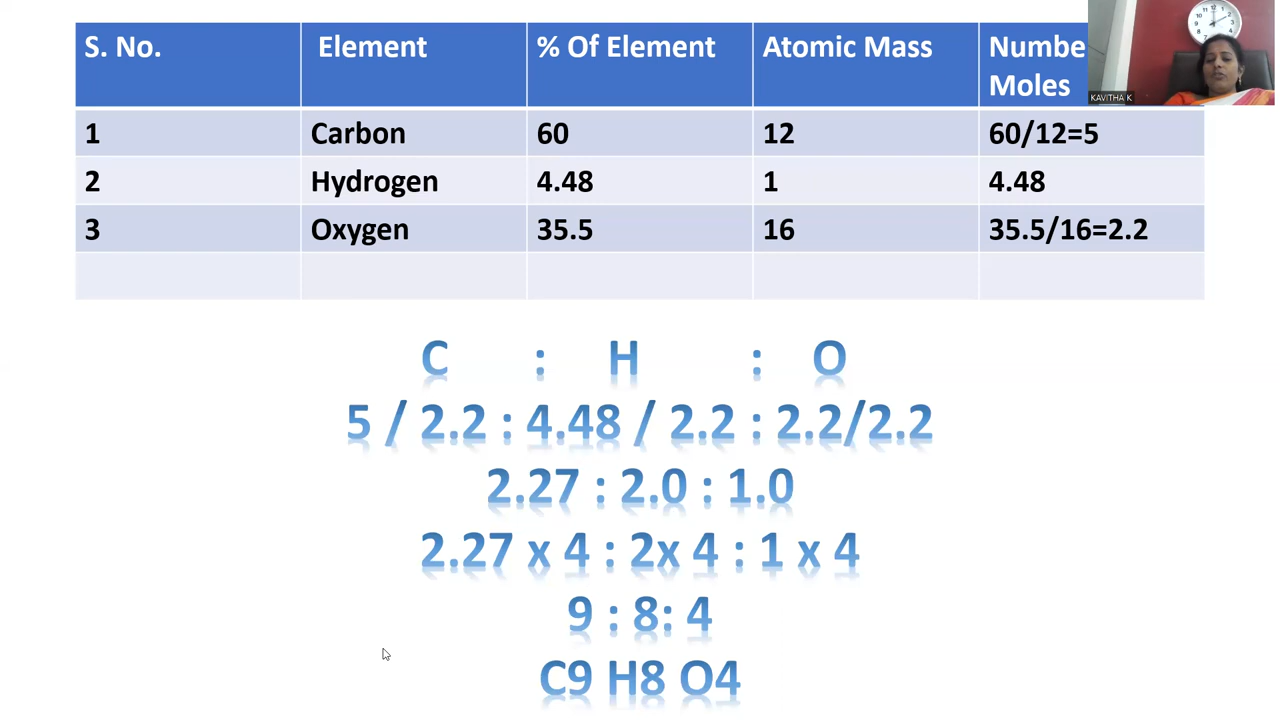 S. No. Element % Of Element Atomic Mass Numbe
Moles
1 Carbon 60 12 60/12=5
2 Hydrogen 4.48 1 4.48
3 Oxygen 35.5 16 35.5/16=2.2
KAVITHA K
C : H : O
5 / 2.2 : 4.48 / 2.2 : 2.2/2.2
2.27 : 2.0 : 1.0
2.27 x 4 : 2x 4 : 1 x 4
9 : 8: 4
C9 H8 O4